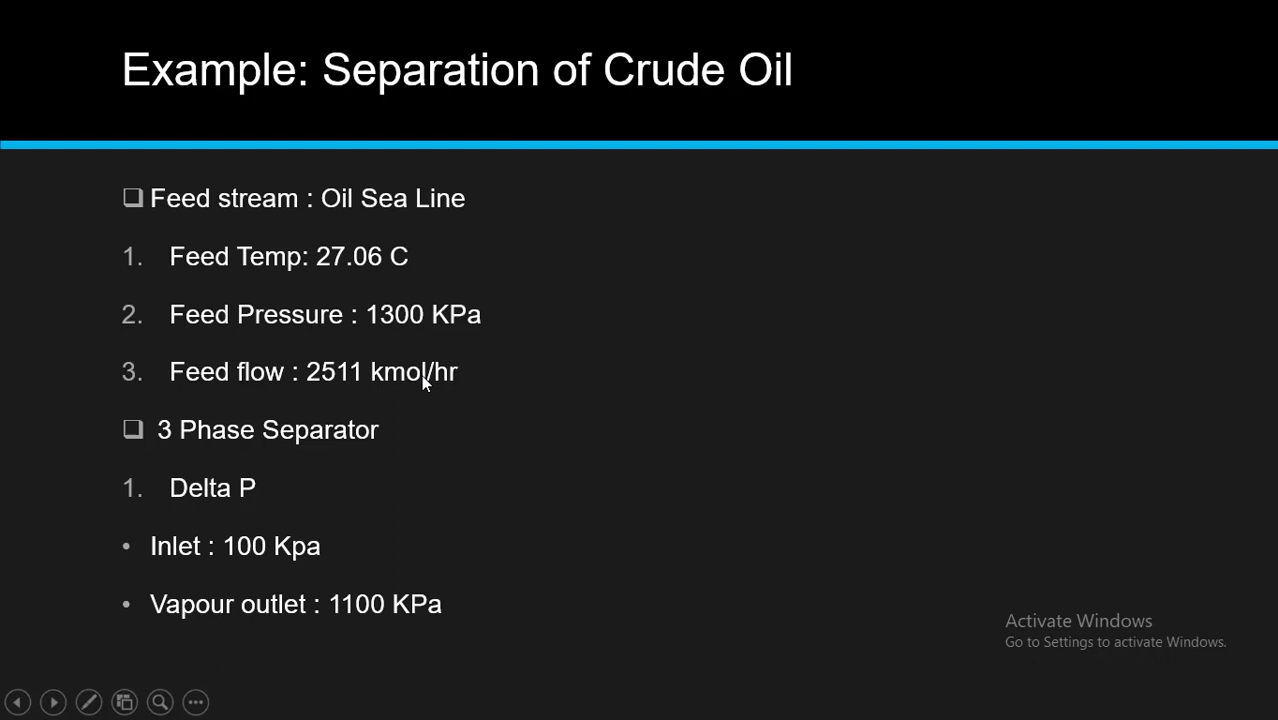 Example: Separation of Crude Oil
Feed stream : Oil Sea Line
1. Feed Temp: 27.06 C
2. Feed Pressure : 1300 KPa
3. Feed flow : 2511 kmol/hr
3 Phase Separator
1. Delta P
• Inlet : 100 Kpa
• Vapour outlet : 1100 KPa
Activate Windows
Go to Settings to activate Windows.